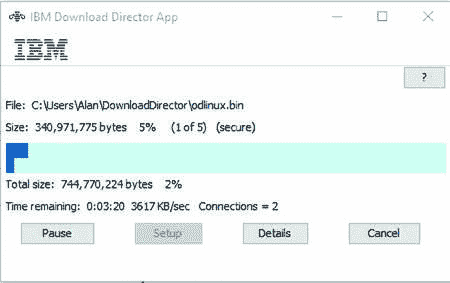 IBM Download Director App
IBM
?
File: C:\Users\Alan\DownloadDirector\odlinux.bin
Size: 340,971,775 bytes 5% (1 of 5) (secure)
Total size: 744,770,224 bytes 2%
Time remaining: 0:03:20 3617 KB/sec Connections = 2
Pause Setup Details Cancel